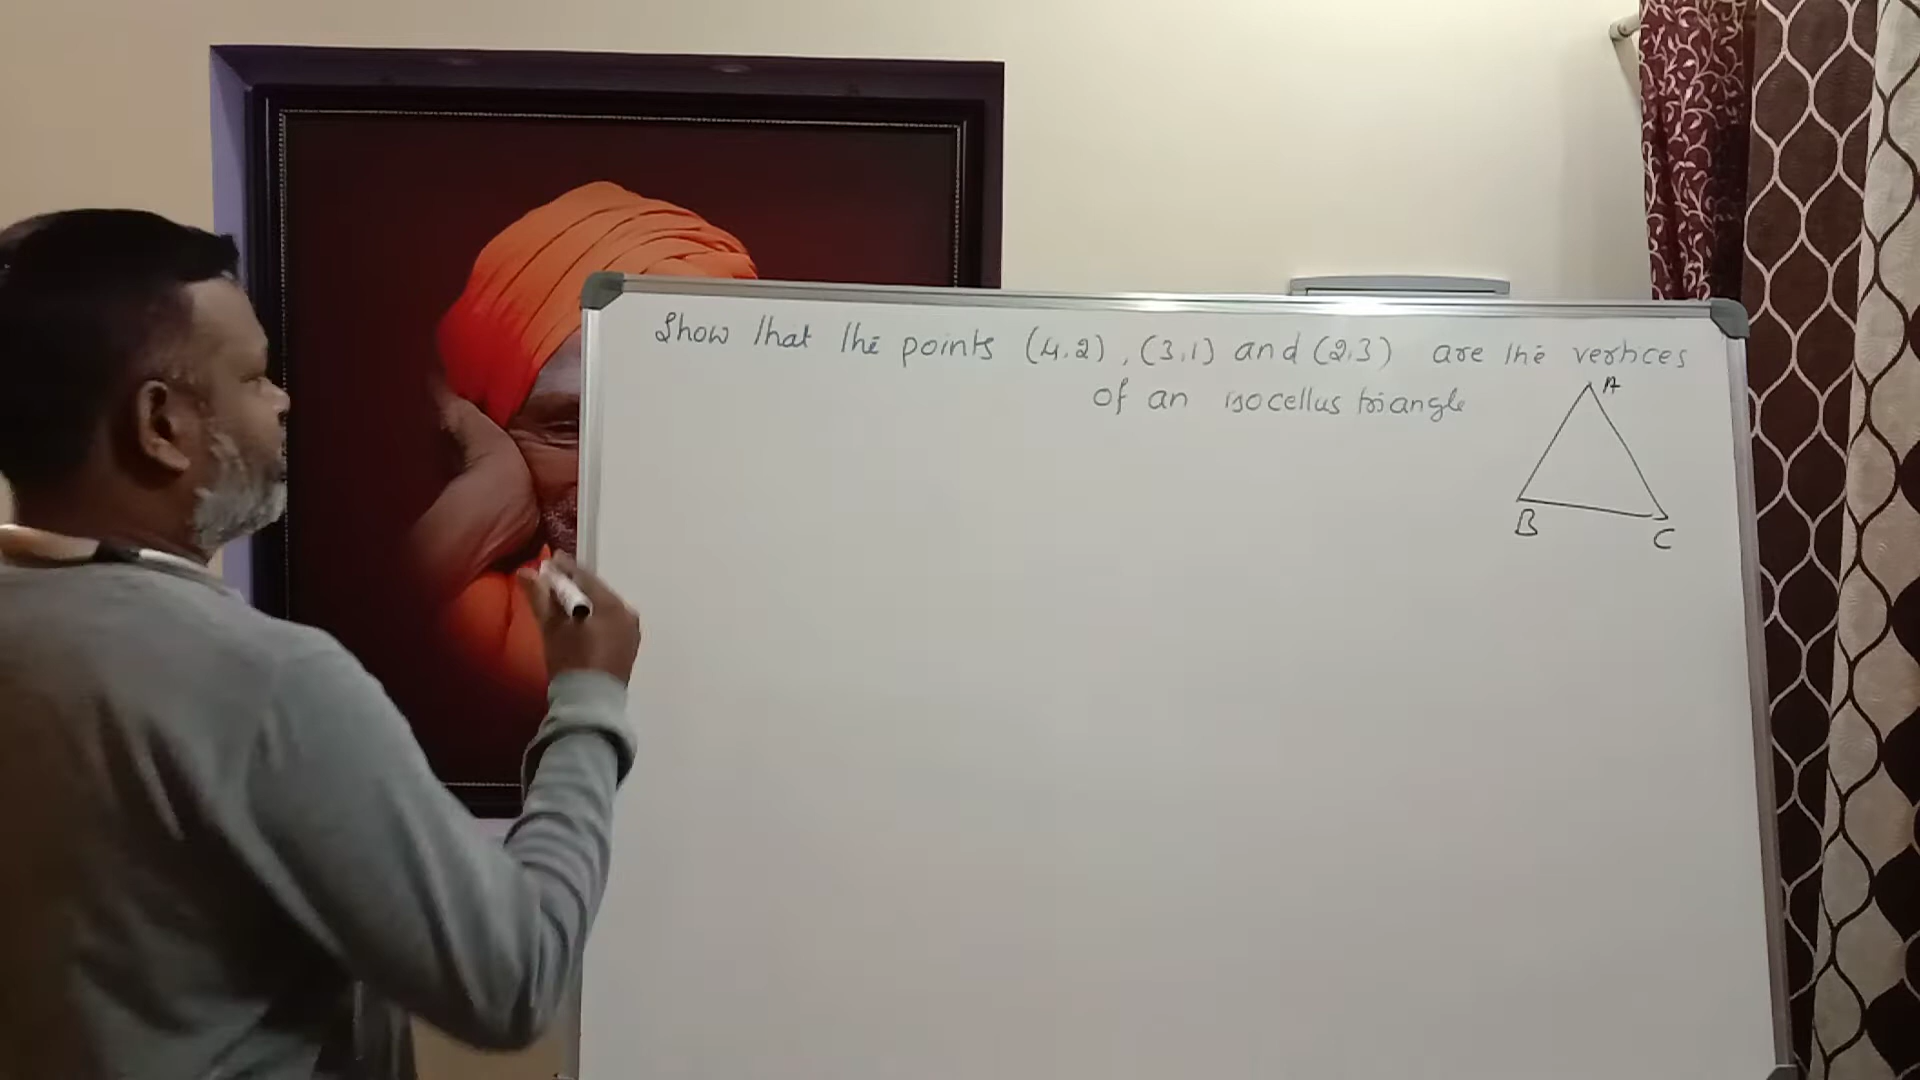 Show that the points (4,2), (3,1) and (2,3) are the vertices
of an isocellus triangle
A
B
C